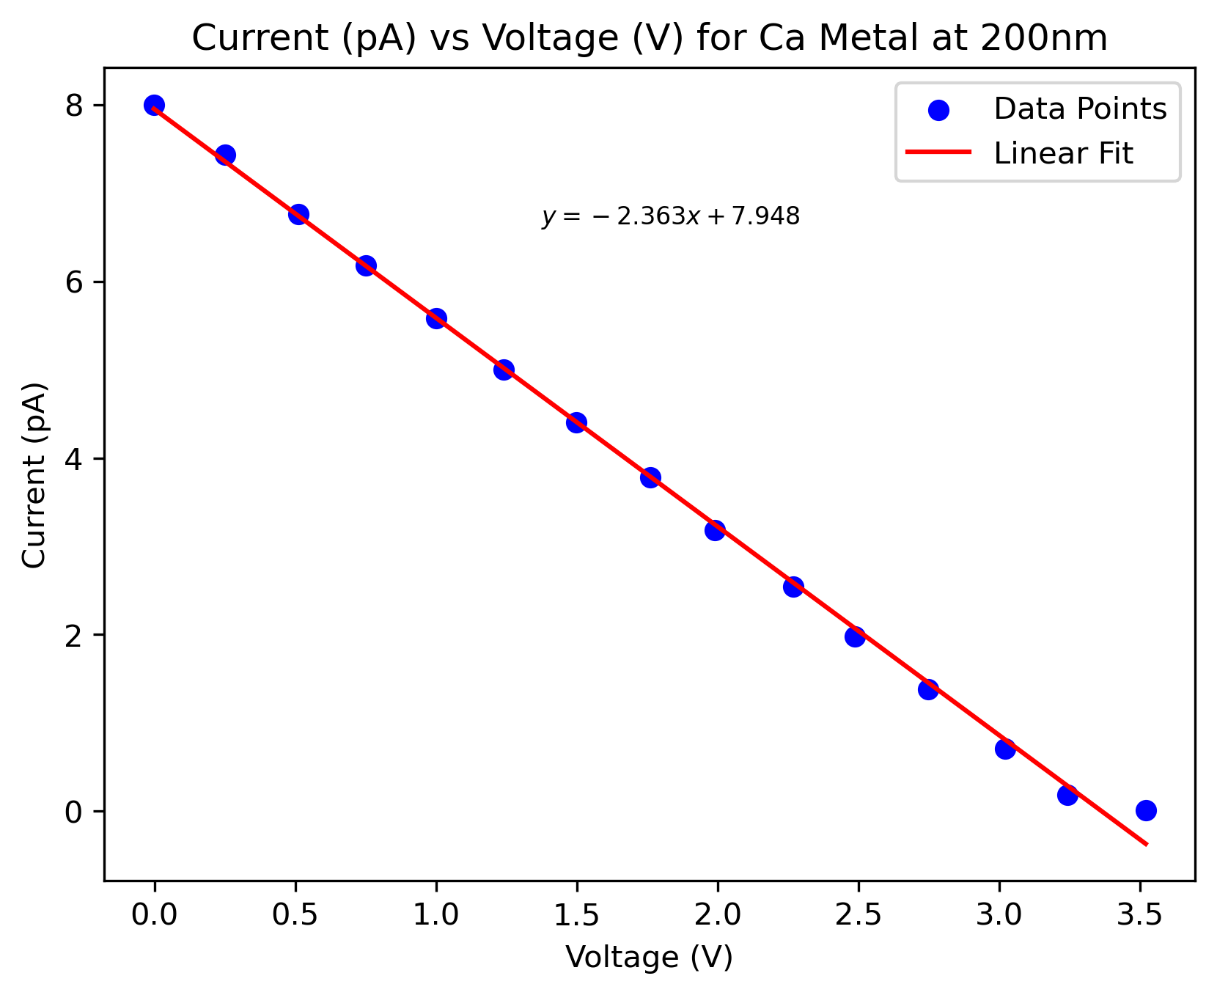 Current (pA) vs Voltage (V) for Ca Metal at 200nm
Data Points
Linear Fit
y = −2.363x + 7.948
Current (pA)
8
6
4
2
0
0.0 0.5 1.0 1.5 2.0 2.5 3.0 3.5
Voltage (V)